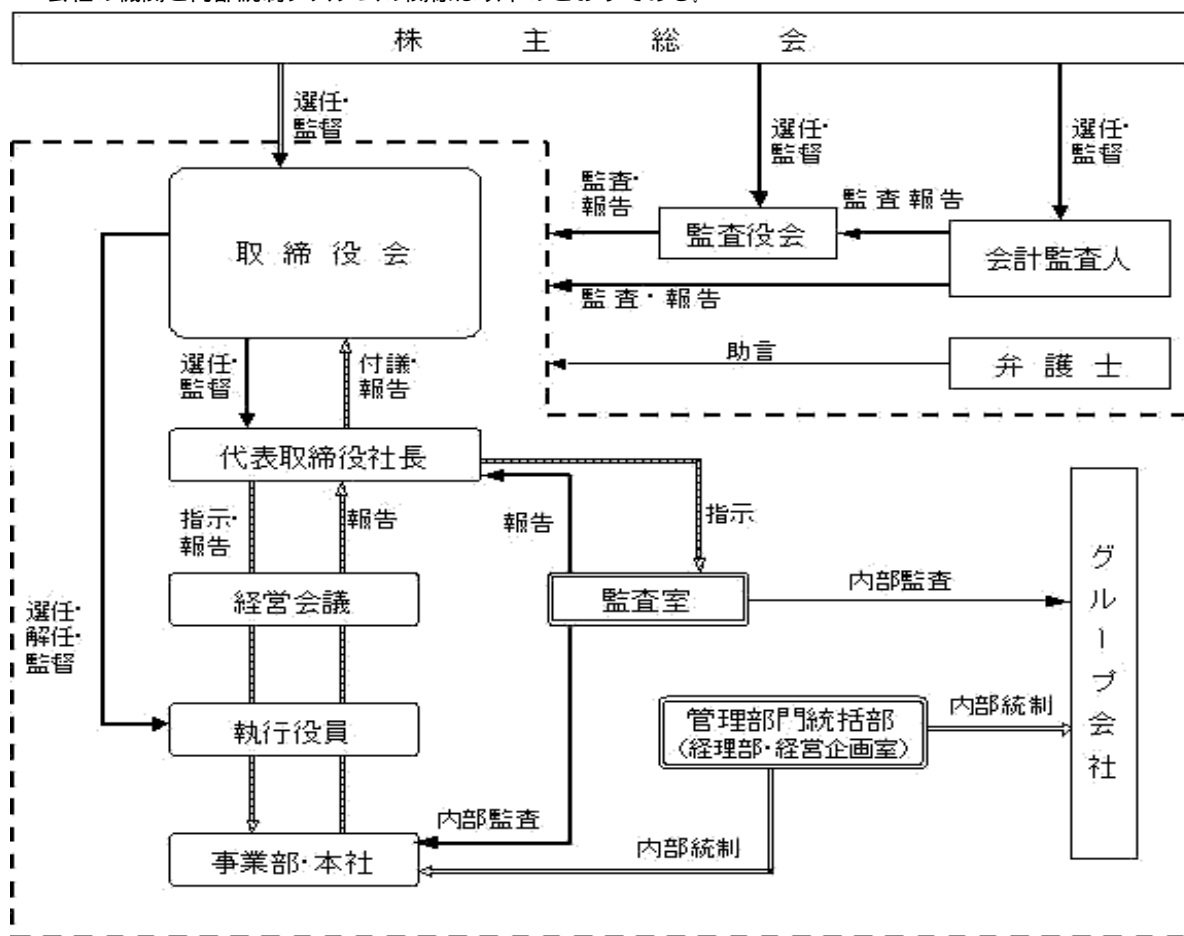 株主総会
選任・
監督
選任・
監督
選任・
監督
取締役会
監査・
報告
監査役会
監査報告
会計監査人
監査・報告
助言
弁護士
選任・
監督
付議・
報告
代表取締役社長
指示・
報告
報告
報告
指示
経営会議
監査室
内部監査
グループ会社
選任・
解任・
監督
執行役員
管理部門統括部
(経理部・経営企画室)
内部統制
内部監査
事業部・本社
内部統制